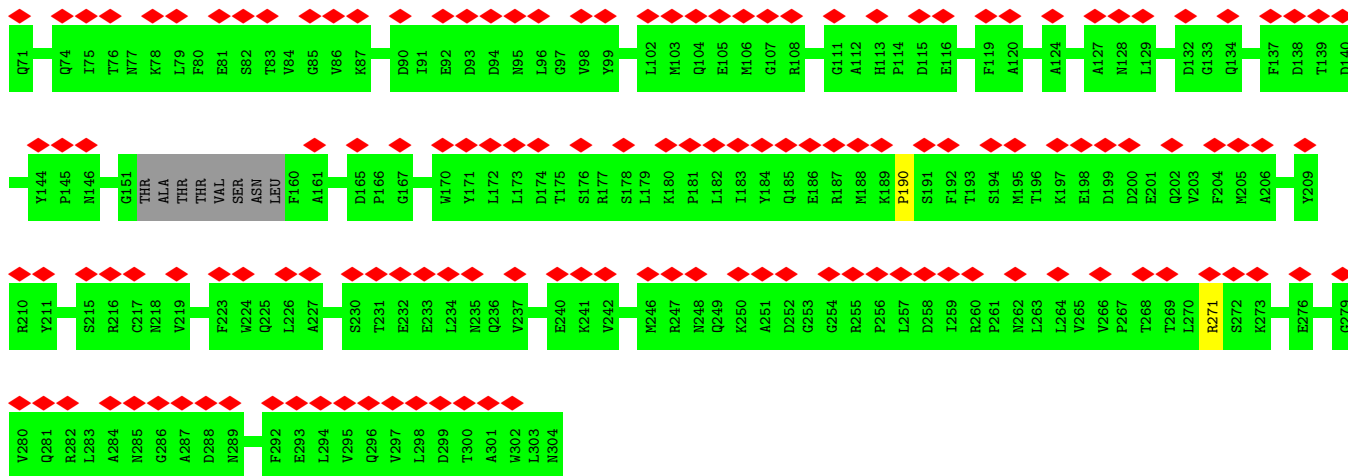 Q71 Q74 I75 T76 N77 K78 L79 F80 E81 S82 T83 V84 G85 V86 K87 D90 I91 E92 D93 D94 N95 L96 G97 V98 Y99 L102 M103 Q104 E105 M106 G107 R108 G111 A112 H113 P114 D115 E116 F119 A120 A124 A127 N128 L129 D132 G133 Q134 F137 D138 T139 D140
Y144 P145 N146 G151 THR ALA THR THR VAL SER ASN LEU F160 A161 D165 P166 G167 W170 Y171 L172 L173 D174 T175 S176 R177 S178 L179 K180 P181 L182 I183 Y184 Q185 E186 R187 M188 K189 P190 S191 F192 T193 S194 M195 T196 K197 E198 D199 D200 E201 Q202 V203 F204 M205 A206 Y209
R210 Y211 S215 R216 C217 N218 V219 F223 W224 Q225 L226 A227 S230 T231 E232 E233 L234 N235 Q236 V237 E240 K241 V242 M246 R247 N248 Q249 K250 A251 D252 G253 G254 R255 P256 L257 D258 I259 R260 P261 N262 L263 L264 V265 V266 P267 T268 T269 L270 R271 S272 K273 E276 G279
V280 Q281 R282 L283 A284 N285 G286 A287 D288 N289 F292 E293 L294 V295 Q296 V297 L298 D299 T300 A301 W302 L303 N304